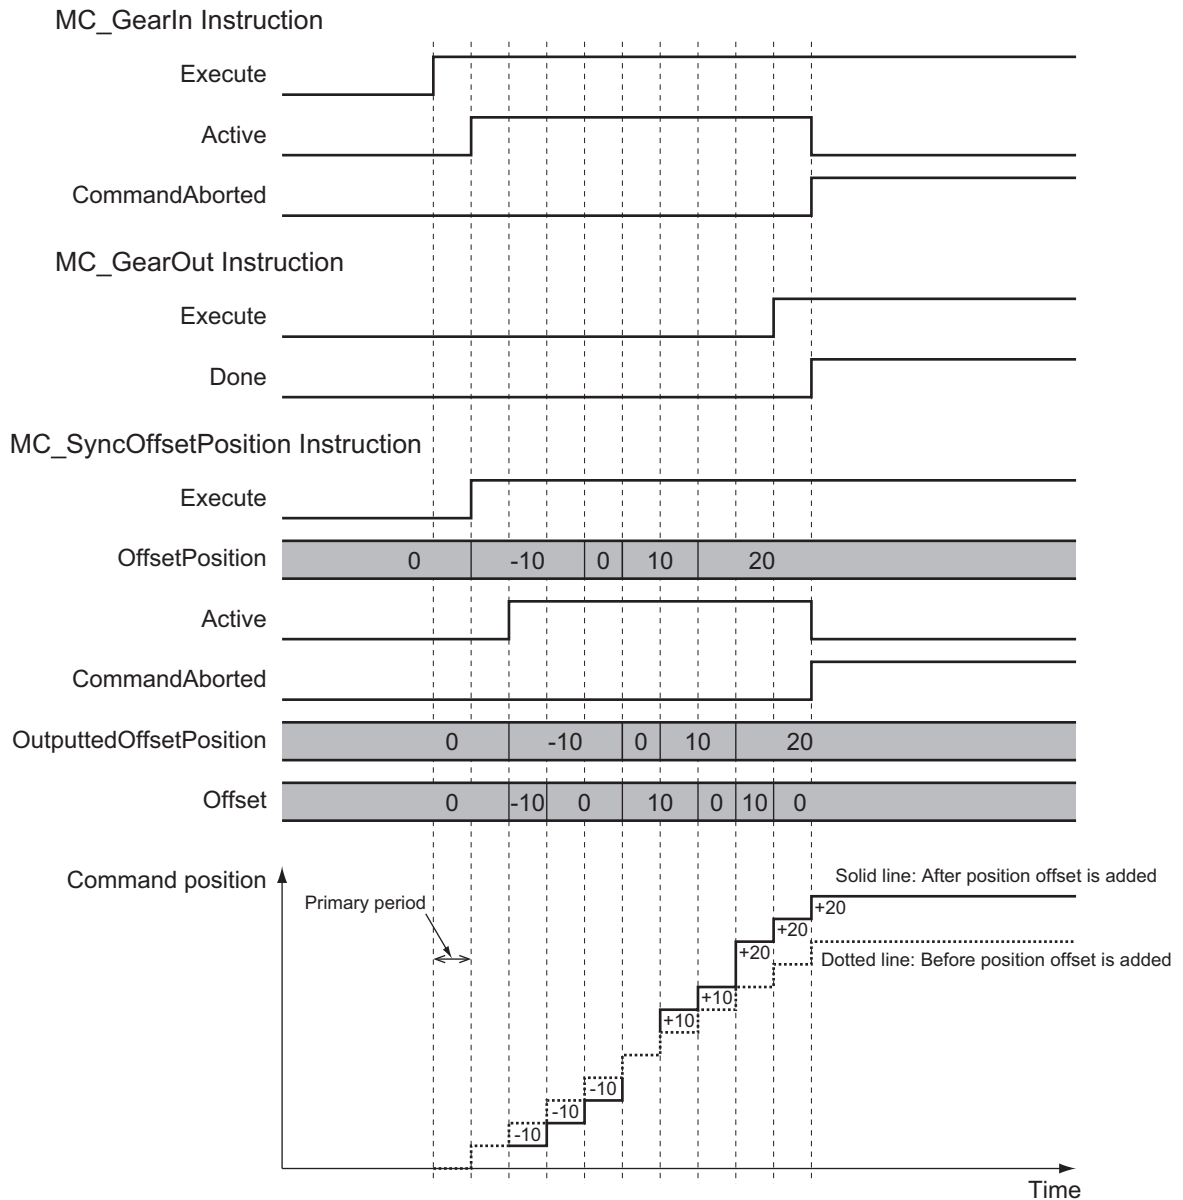 MC_GearIn Instruction
Execute
Active
CommandAborted
MC_GearOut Instruction
Execute
Done
MC_SyncOffsetPosition Instruction
Execute
OffsetPosition 0 -10 0 10 20
Active
CommandAborted
OutputtedOffsetPosition 0 -10 0 10 20
Offset 0 -10 0 10 0 10 0
Command position
Solid line: After position offset is added
Primary period
+20
+20
+20
Dotted line: Before position offset is added
+10
+10
-10
-10
-10
Time